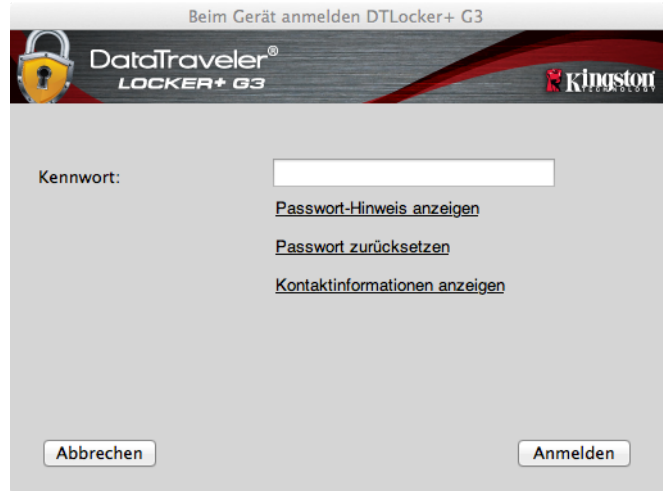 Beim Gerät anmelden DTLocker+ G3
DataTraveler®
LOCKER+ G3
Kingston
TECHNOLOGY
Kennwort:
Passwort-Hinweis anzeigen
Passwort zurücksetzen
Kontaktinformationen anzeigen
Abbrechen
Anmelden